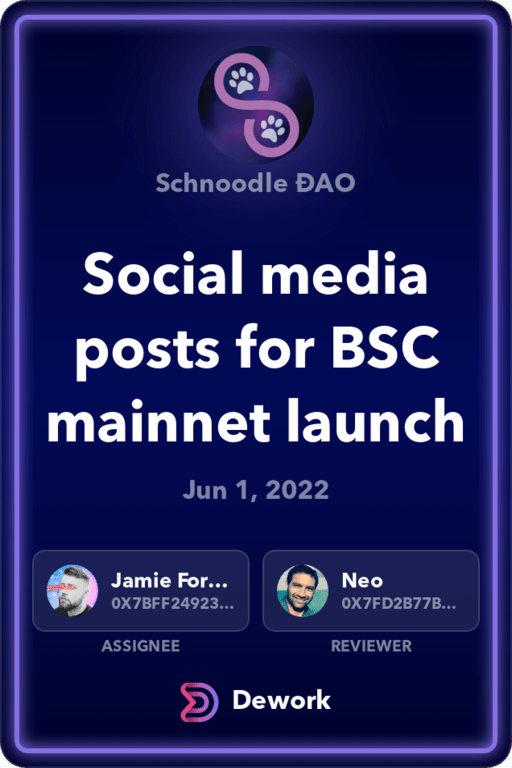 Schnoodle ÐAO
Social media
posts for BSC
mainnet launch
Jun 1, 2022
Jamie For...
0X7BFF24923...
ASSIGNEE
Neo
0X7FD2B77B...
REVIEWER
Dework